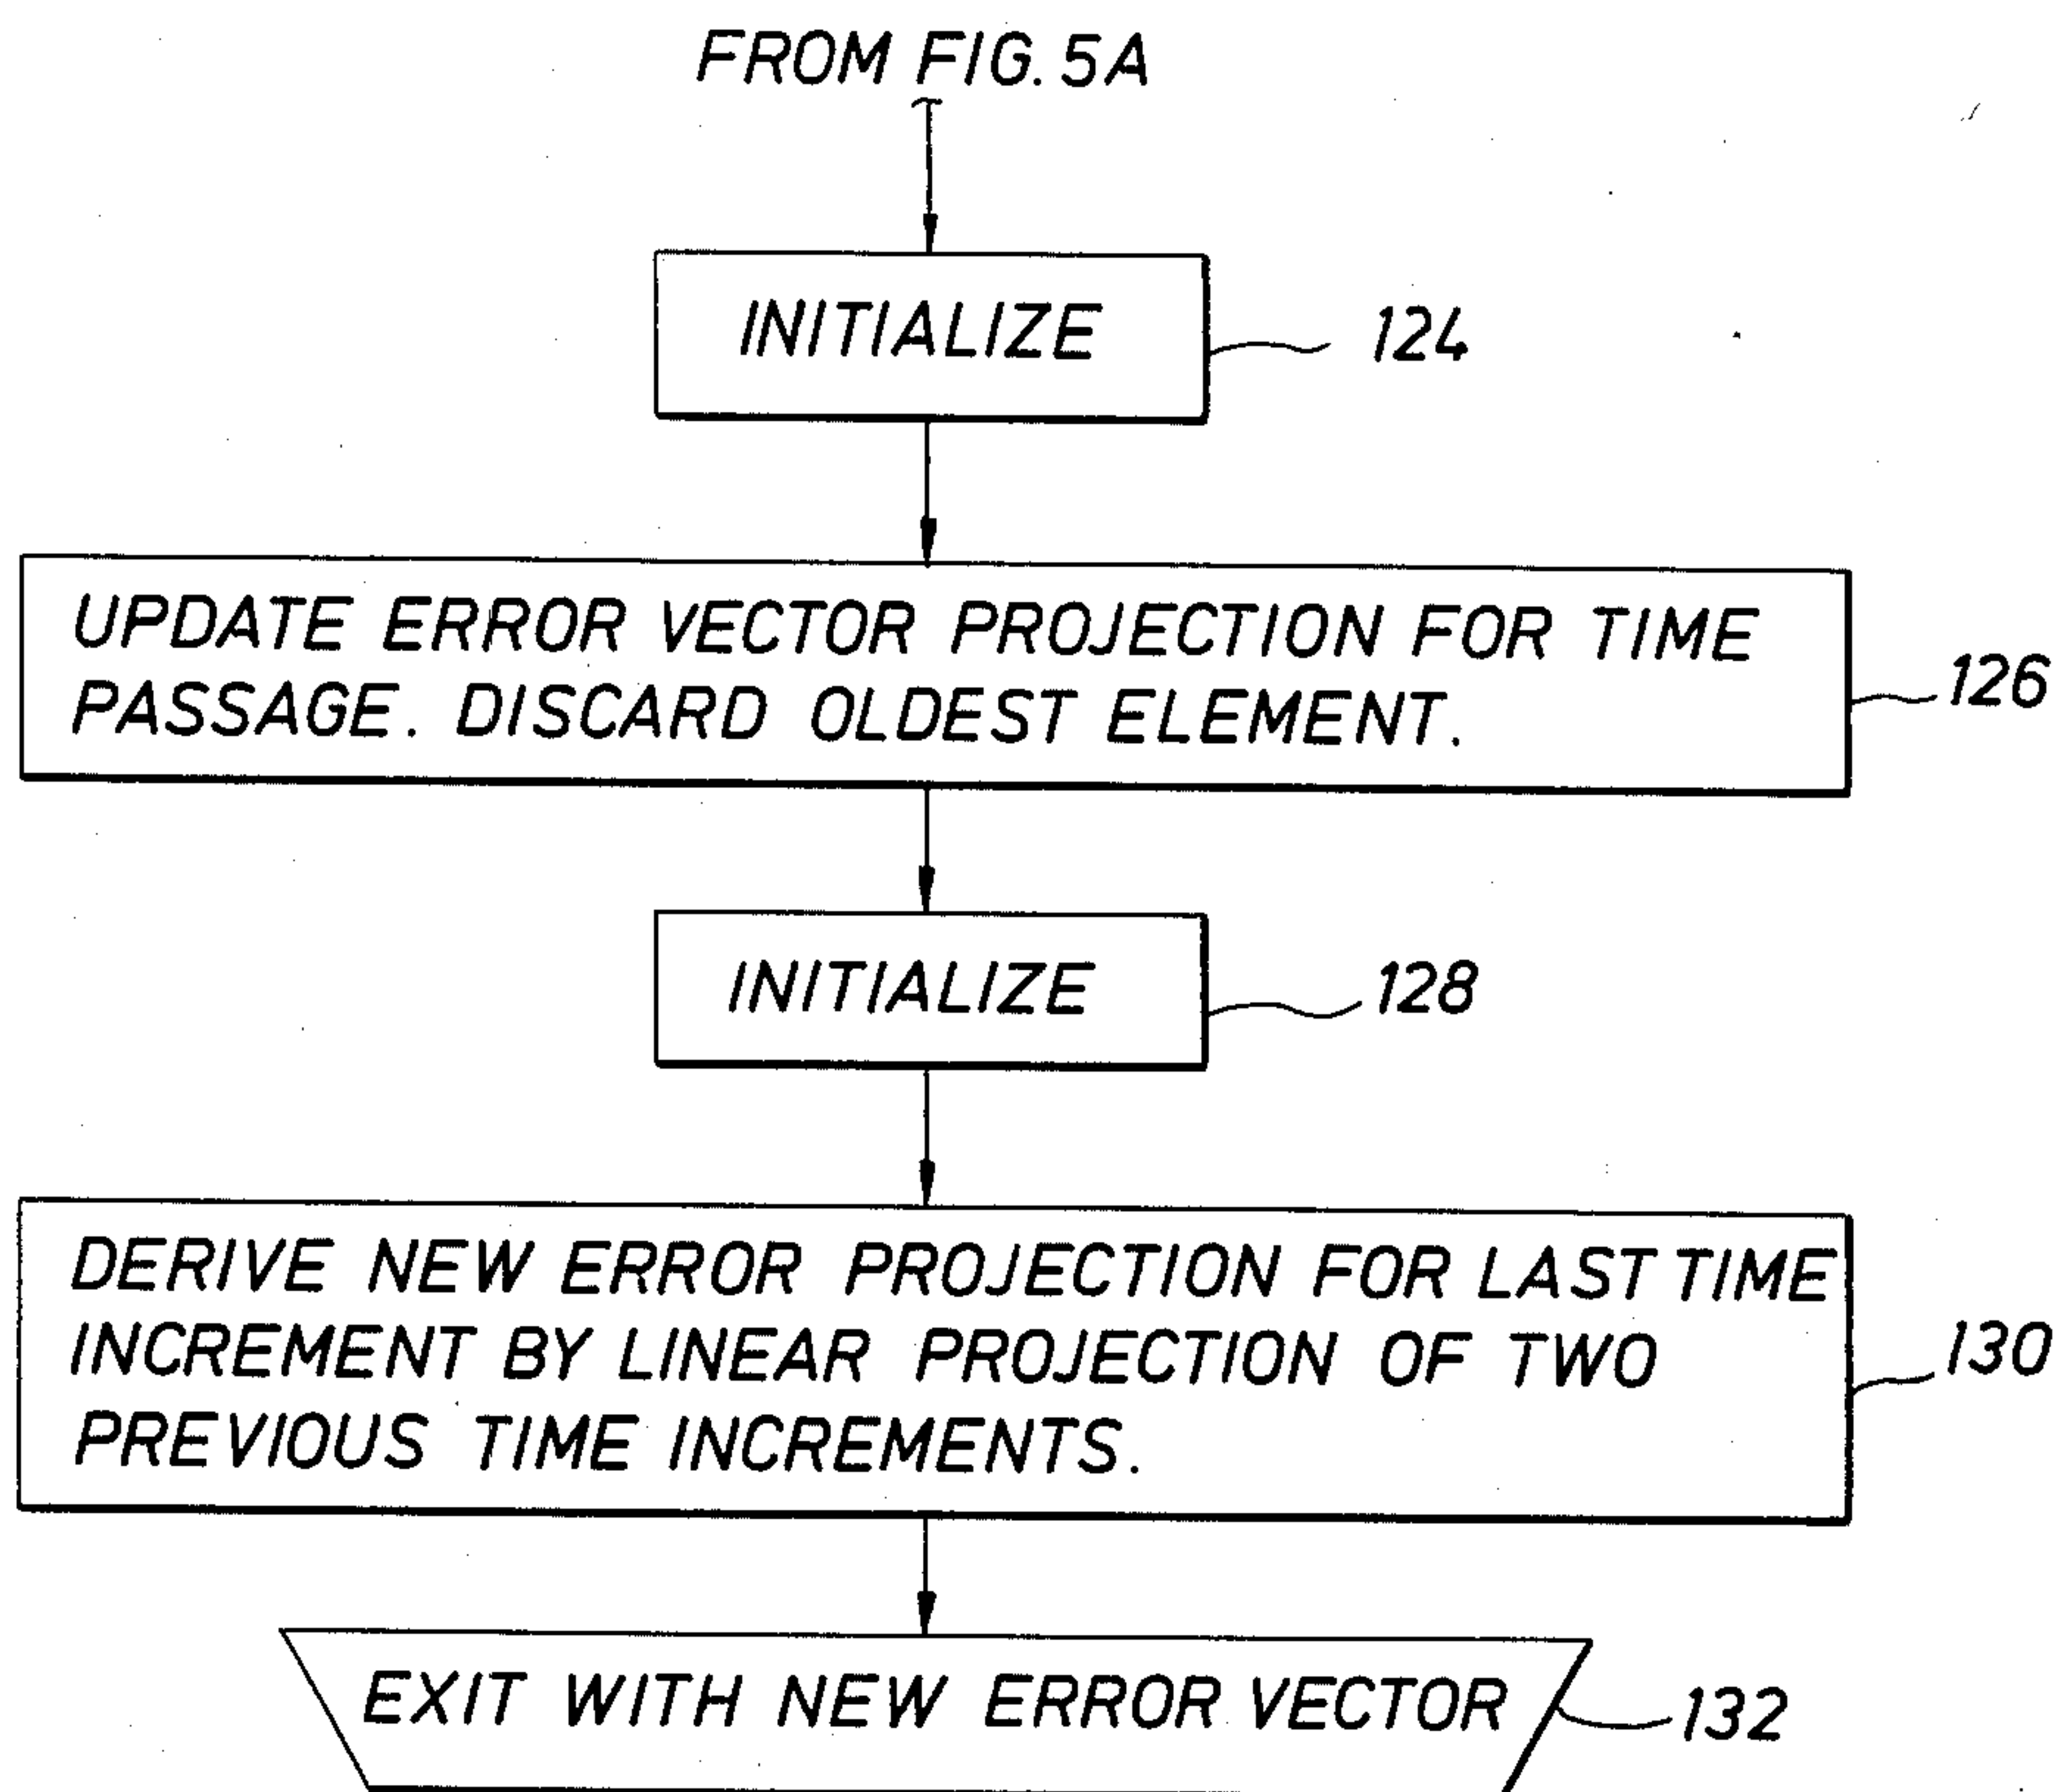 FROM FIG. 5A
INITIALIZE
124
UPDATE ERROR VECTOR PROJECTION FOR TIME
PASSAGE. DISCARD OLDEST ELEMENT.
126
INITIALIZE
128
DERIVE NEW ERROR PROJECTION FOR LAST TIME
INCREMENT BY LINEAR PROJECTION OF TWO
PREVIOUS TIME INCREMENTS.
130
EXIT WITH NEW ERROR VECTOR
132